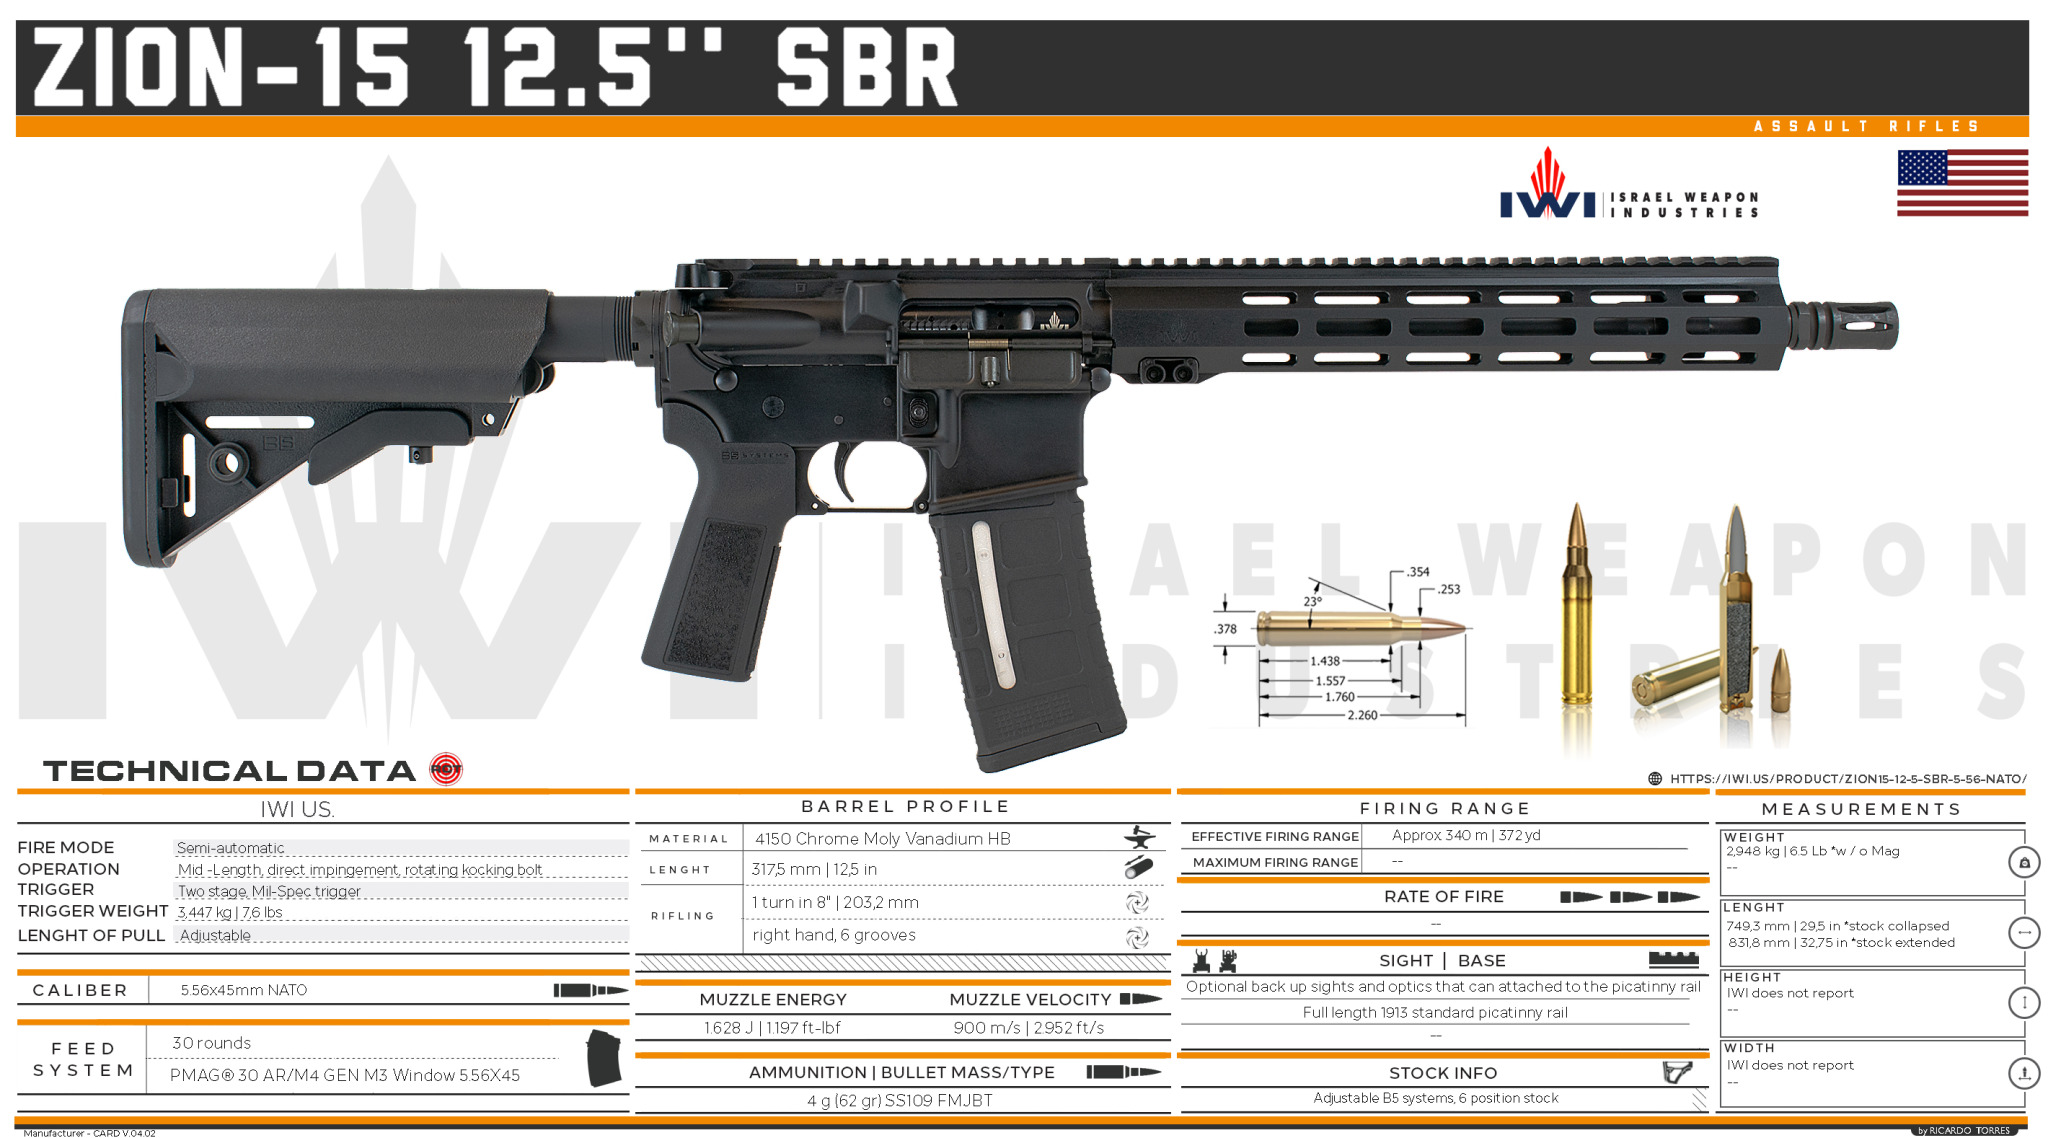 ZION-15 12.5'' SBR
ASSAULT RIFLES
IWI ISRAEL WEAPON
INDUSTRIES
B5
B5 SYSTEMS
IWI
ISRAEL WEAPON
INDUSTRIES
.354
.253
23°
.378
1.438
1.557
1.760
2.260
TECHNICAL DATA
HTTPS://IWI.US/PRODUCT/ZION15-12-5-SBR-5-56-NATO/
IWI US.
FIRE MODE Semi-automatic
OPERATION Mid -Length, direct impingement, rotating kocking bolt
TRIGGER Two stage, Mil-Spec trigger
TRIGGER WEIGHT 3,447 kg | 7,6 lbs
LENGHT OF PULL Adjustable
CALIBER 5.56x45mm NATO
FEED SYSTEM
30 rounds
PMAG® 30 AR/M4 GEN M3 Window 5.56X45
BARREL PROFILE
MATERIAL 4150 Chrome Moly Vanadium HB
LENGHT 317,5 mm | 12,5 in
RIFLING
1 turn in 8" | 203,2 mm
right hand, 6 grooves
MUZZLE ENERGY MUZZLE VELOCITY
1.628 J | 1.197 ft-lbf 900 m/s | 2.952 ft/s
AMMUNITION | BULLET MASS/TYPE
4 g (62 gr) SS109 FMJBT
FIRING RANGE
EFFECTIVE FIRING RANGE Approx 340 m | 372 yd
MAXIMUM FIRING RANGE --
RATE OF FIRE
--
SIGHT | BASE
Optional back up sights and optics that can attached to the picatinny rail
Full length 1913 standard picatinny rail
--
STOCK INFO
Adjustable B5 systems, 6 position stock
MEASUREMENTS
WEIGHT
2,948 kg | 6.5 Lb *w / o Mag
--
LENGHT
749,3 mm | 29,5 in *stock collapsed
831,8 mm | 32,75 in *stock extended
HEIGHT
IWI does not report
--
WIDTH
IWI does not report
--
Manufacturer - CARD V.04.02
by RICARDO TORRES